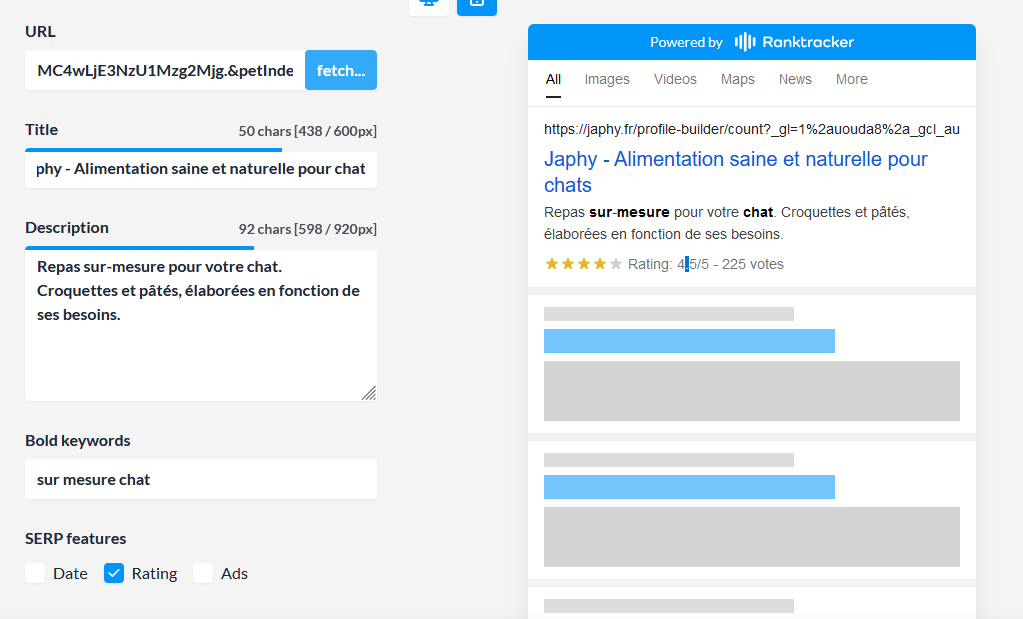 URL
MC4wLjE3NzU1Mzg2Mjg.&petInde
fetch...
Title
50 chars [438 / 600px]
phy - Alimentation saine et naturelle pour chat
Description
92 chars [598 / 920px]
Repas sur-mesure pour votre chat.
Croquettes et pâtés, élaborées en fonction de
ses besoins.
Bold keywords
sur mesure chat
SERP features
Date
Rating
Ads
Powered by Ranktracker
All Images Videos Maps News More
https://japhy.fr/profile-builder/count?_gl=1%2auouda8%2a_gcl_au
Japhy - Alimentation saine et naturelle pour
chats
Repas sur-mesure pour votre chat. Croquettes et pâtés,
élaborées en fonction de ses besoins.
Rating: 4.5/5 - 225 votes